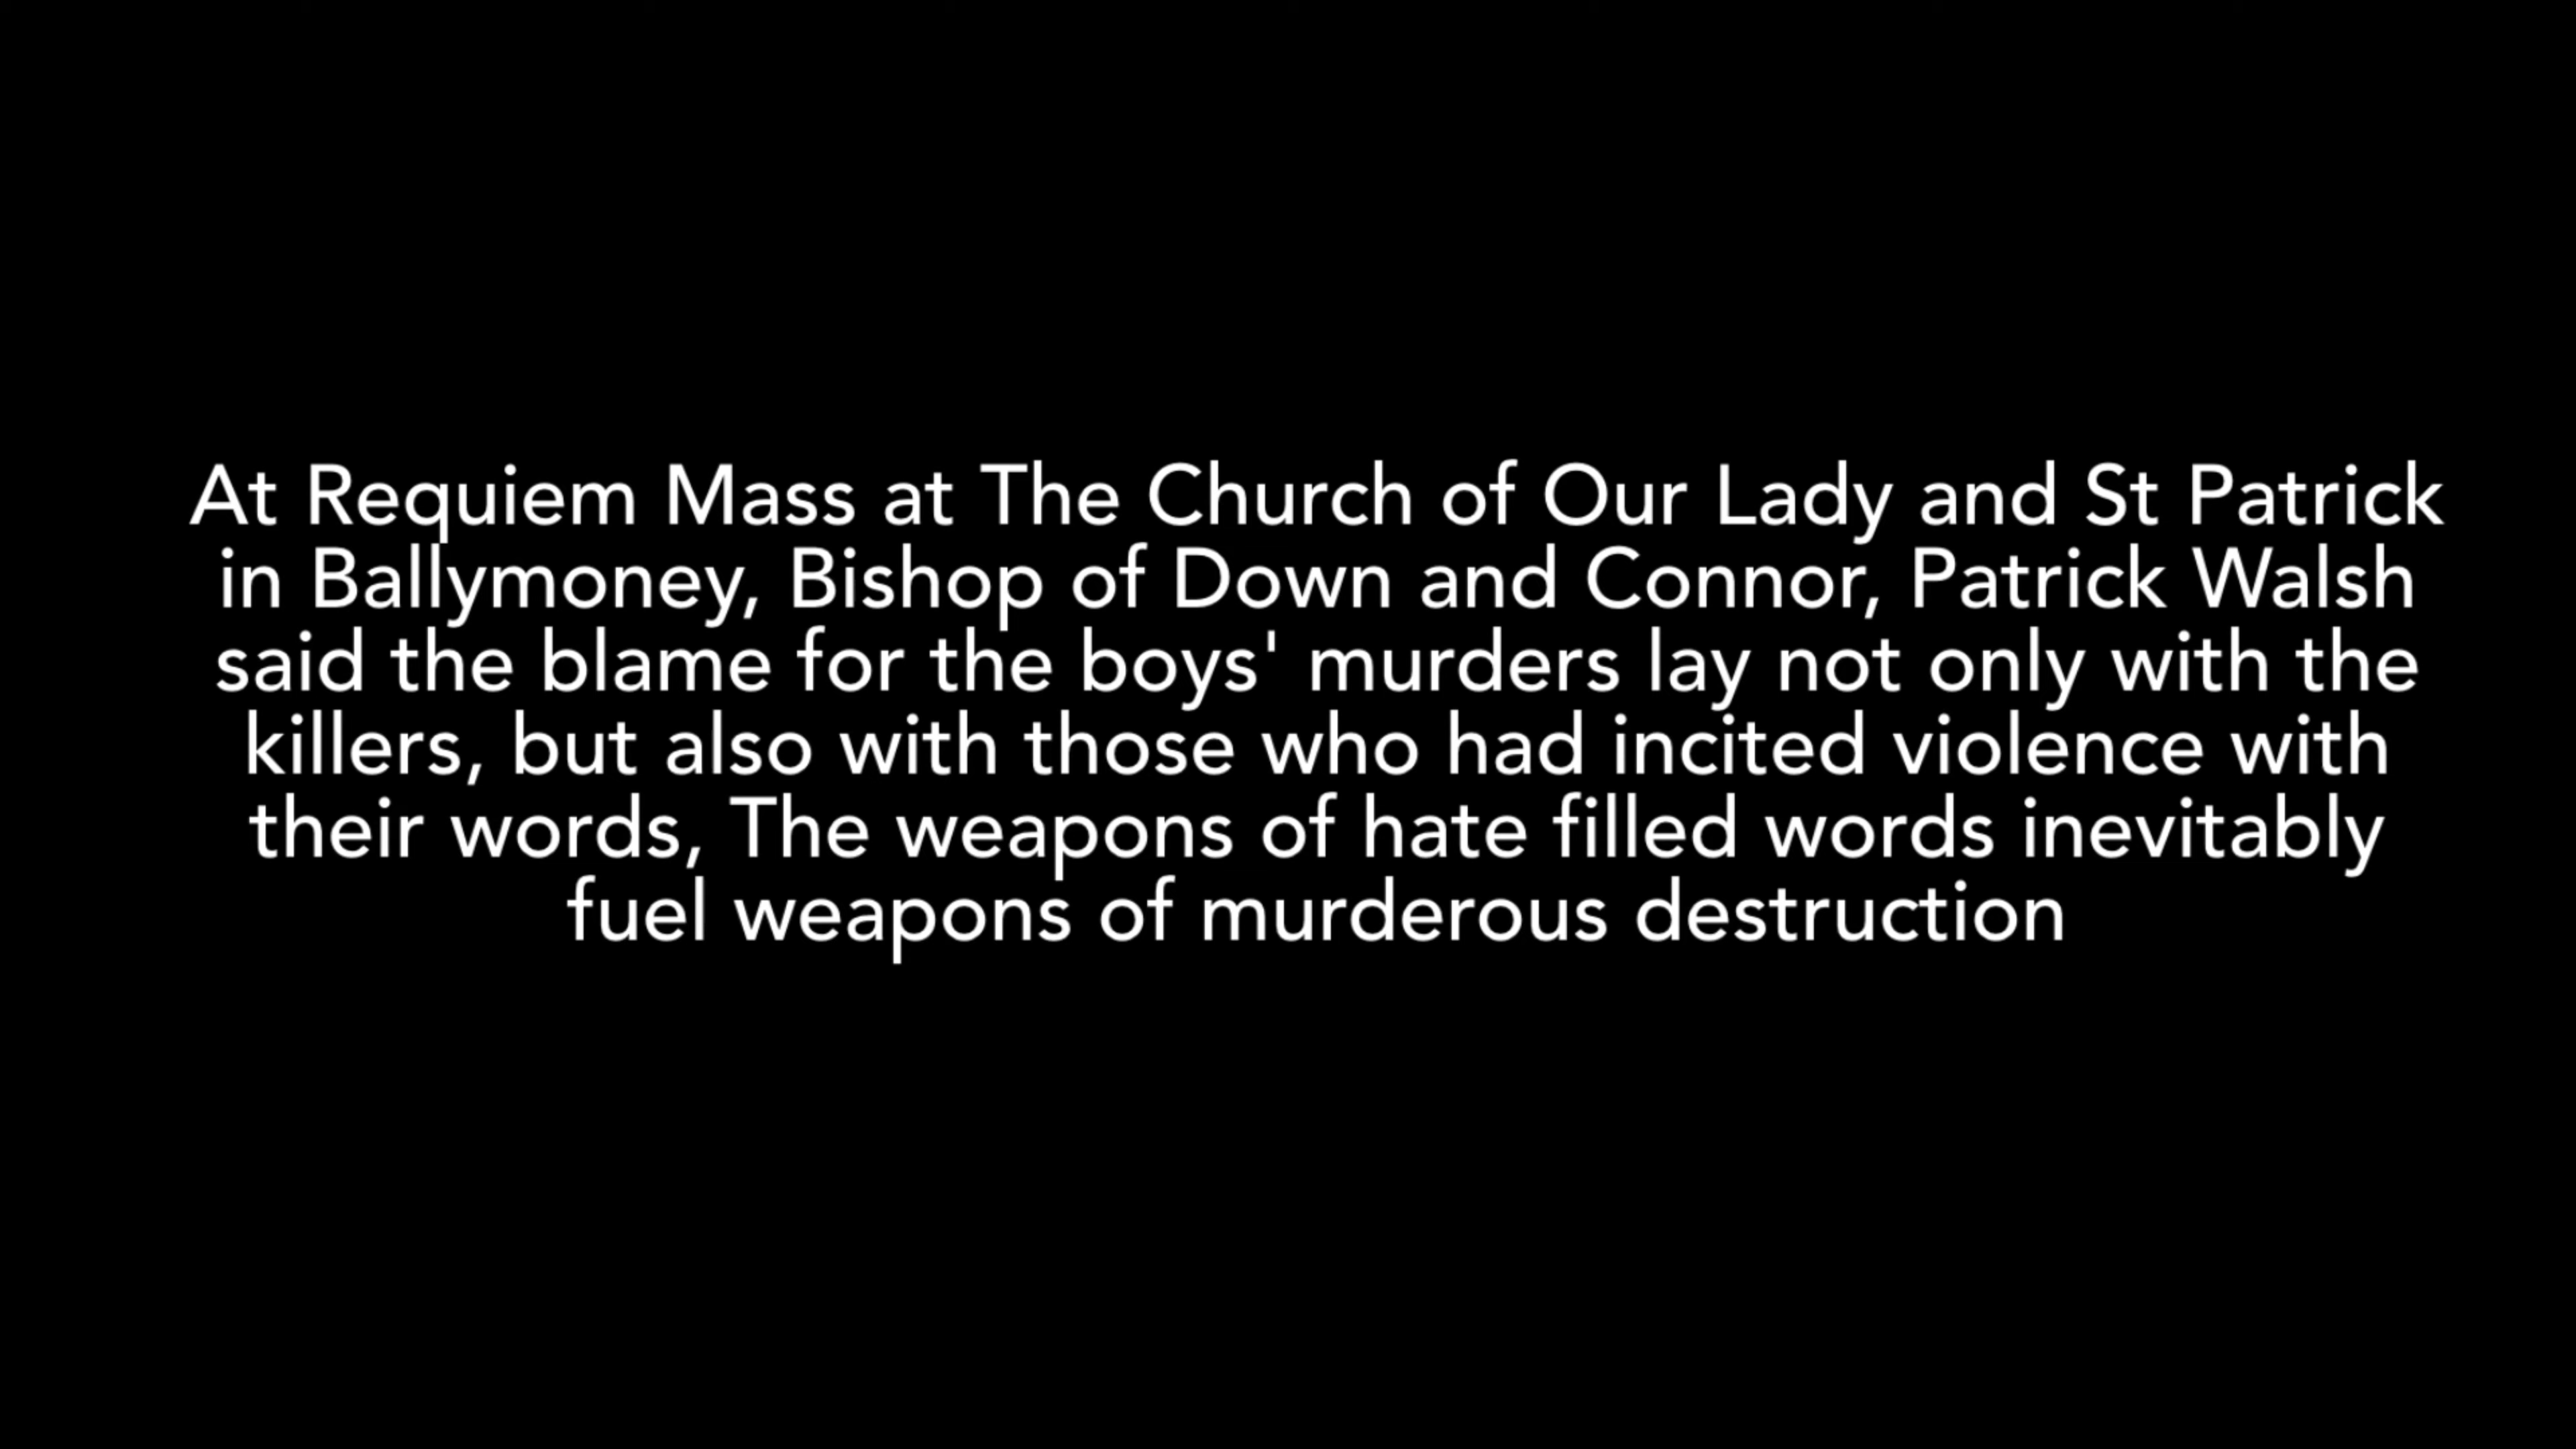 At Requiem Mass at The Church of Our Lady and St Patrick
in Ballymoney, Bishop of Down and Connor, Patrick Walsh
said the blame for the boys' murders lay not only with the
killers, but also with those who had incited violence with
their words, The weapons of hate filled words inevitably
fuel weapons of murderous destruction